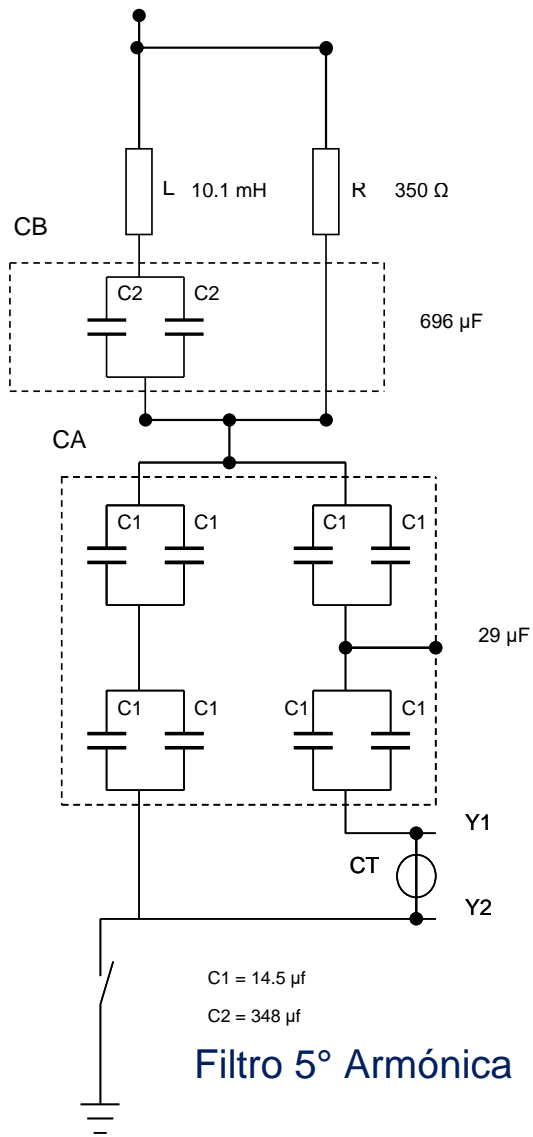 L 10.1 mH
R 350 Ω
CB
C2 C2
696 µF
CA
C1 C1 C1 C1
29 µF
C1 C1 C1 C1
Y1
CT
Y2
C1 = 14.5 µf
C2 = 348 µf
Filtro 5° Armónica